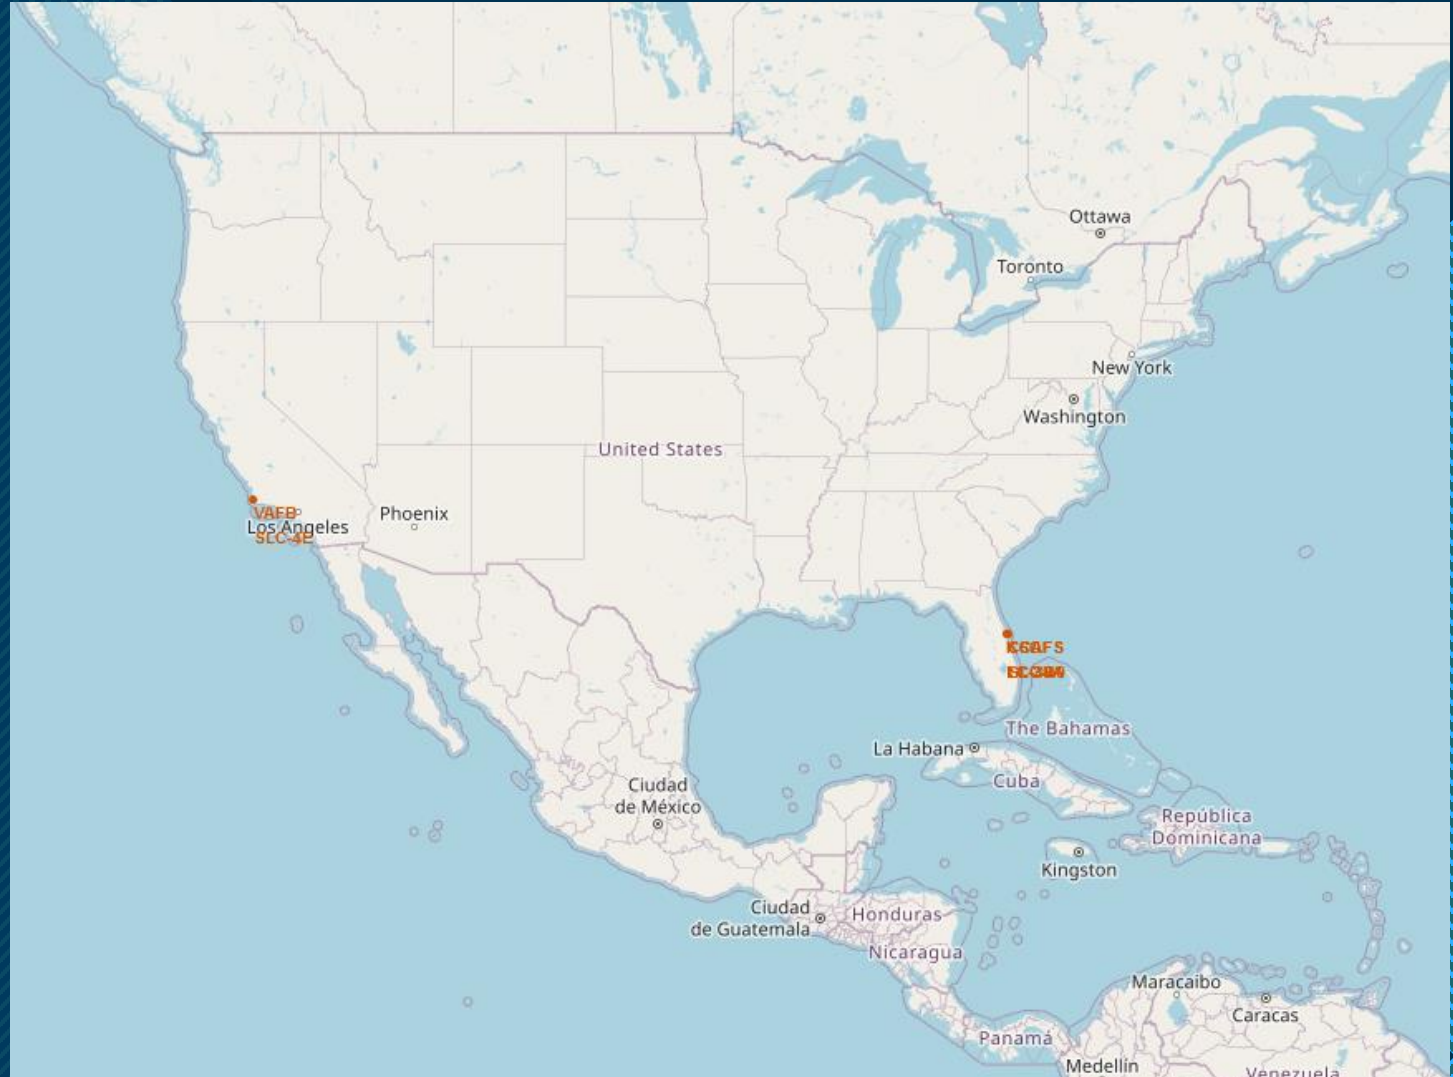 Ottawa
Toronto
New York
Washington
United States
VAFB
Los Angeles
SLC-4E
Phoenix
The Bahamas
La Habana
Cuba
Ciudad
de México
República
Dominicana
Kingston
Ciudad
de Guatemala
Honduras
Nicaragua
Maracaibo
Caracas
Panamá
Medellín
Venezuela